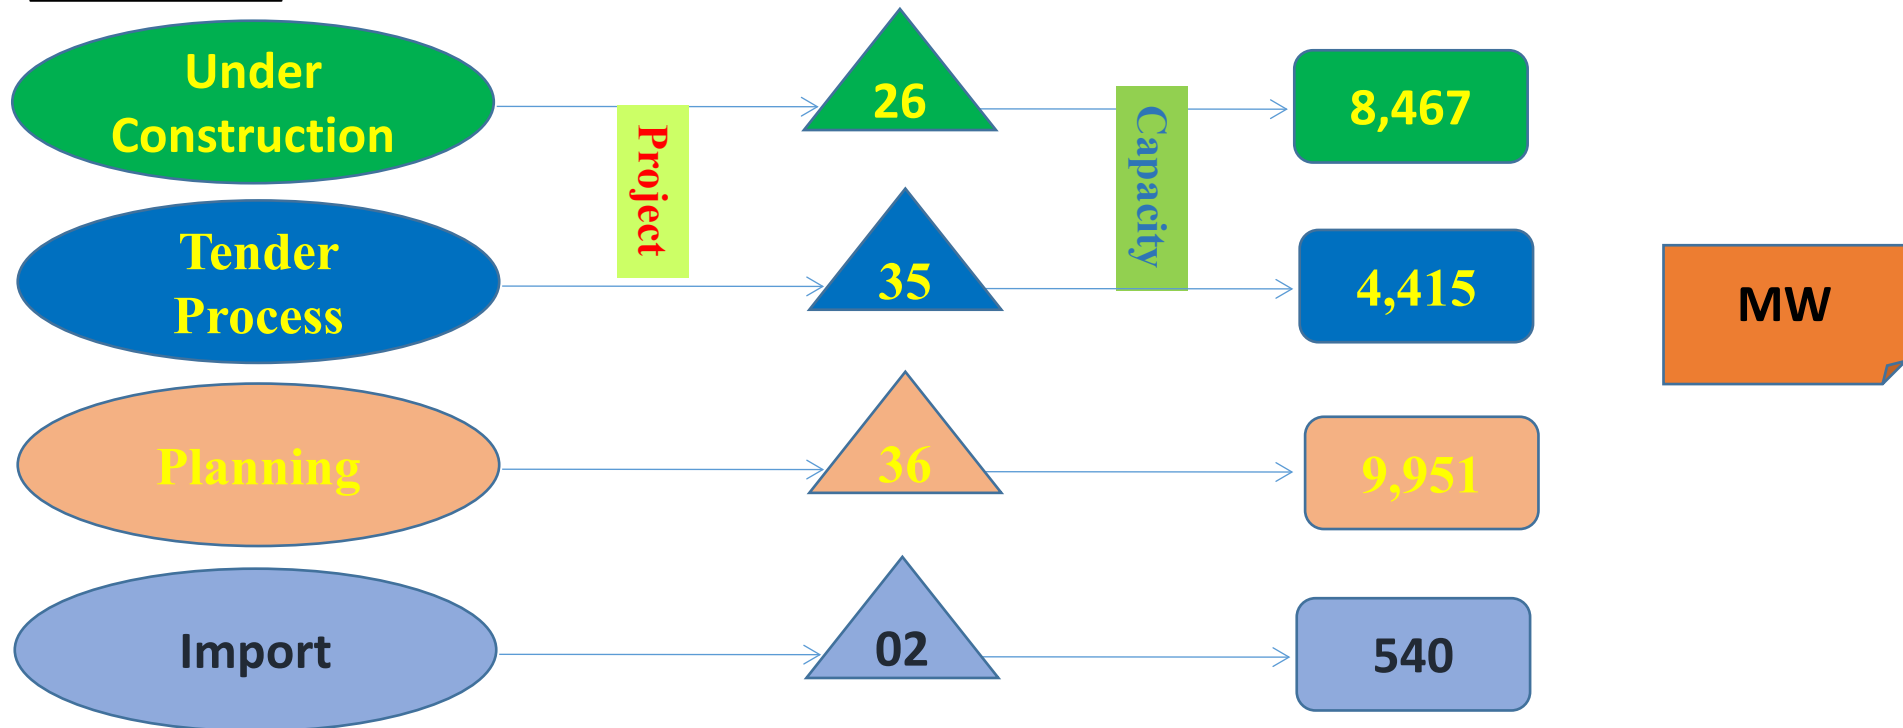 Under
Construction
Project
26
Capacity
8,467
Tender
Process
35
4,415
MW
Planning
36
9,951
Import
02
540